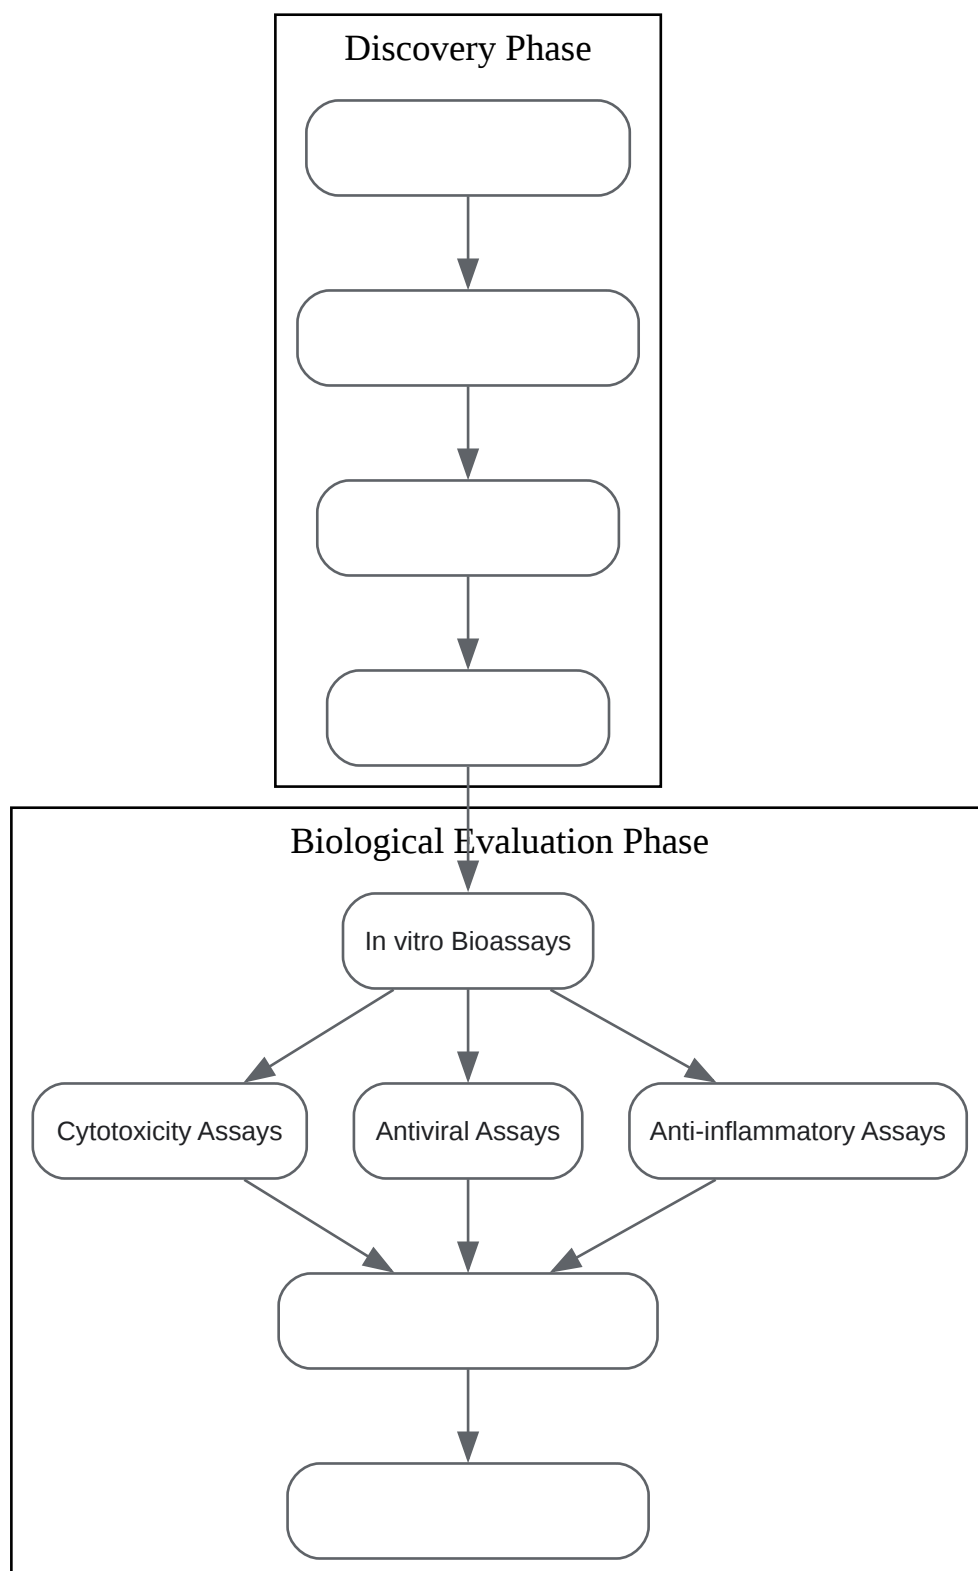 Discovery Phase
Biological Evaluation Phase
In vitro Bioassays
Cytotoxicity Assays
Antiviral Assays
Anti-inflammatory Assays